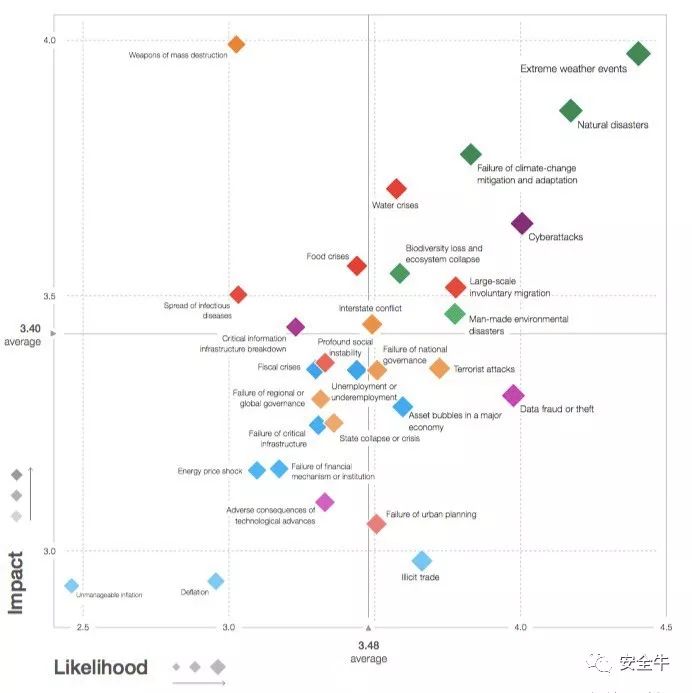 4.0
Weapons of mass destruction
Extreme weather events
Natural disasters
Failure of climate-change
mitigation and adaptation
Water crises
Cyberattacks
Food crises
Biodiversity loss and
ecosystem collapse
Large-scale
involuntary migration
3.5
Spread of infectious
diseases
Interstate conflict
Man-made environmental
disasters
3.40
average
Critical information
infrastructure breakdown
Profound social
instability
Failure of national
governance
Fiscal crises
Terrorist attacks
Unemployment or
underemployment
Failure of regional or
global governance
Data fraud or theft
Asset bubbles in a major
economy
State collapse or crisis
Failure of critical
infrastructure
Energy price shock
Failure of financial
mechanism or institution
Adverse consequences of
technological advances
Failure of urban planning
3.0
Illicit trade
Unmanageable inflation
Deflation
Impact
2.5
3.0
4.0
4.5
3.48
average
Likelihood
安全牛